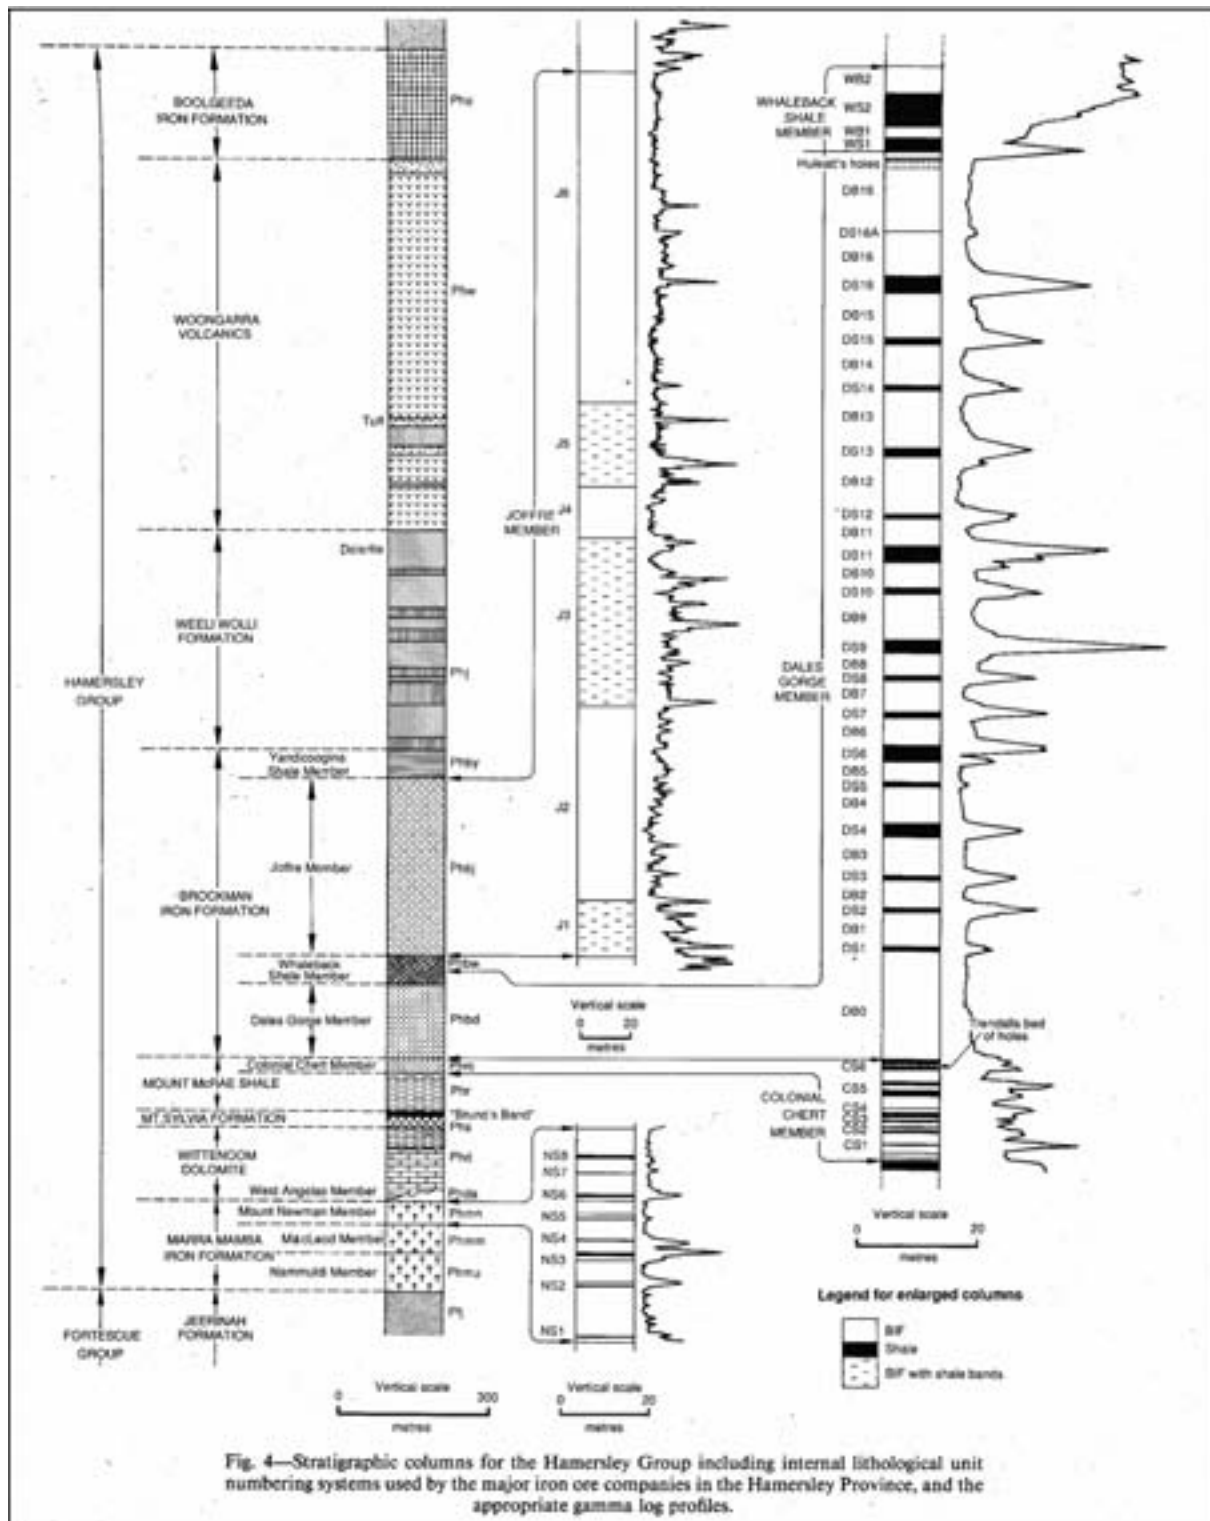 HAMERSLEY
GROUP
FORTESCUE
GROUP
BOOLGEEDA
IRON FORMATION
WOONGARRA
VOLCANICS
WEELI WOLLI
FORMATION
BROCKMAN
IRON FORMATION
MOUNT McRAE SHALE
MT.SYLVIA FORMATION
WITTENOOM
DOLOMITE
MARRA MAMBA
IRON FORMATION
JEERINAH
FORMATION
Tuff
Dolerite
Yandicoogina
Shale Member
Joffre Member
Whaleback
Shale Member
Dales Gorge Member
Colonial Chert Member
"Bruno's Band"
West Angelas Member
Mount Newman Member
MacLeod Member
Nammuldi Member
Pho
Phw
Phj
Phby
Phbj
Phbw
Phbd
Phr
Phs
Phd
Phda
Phmn
Phmm
Phmu
0 Vertical scale 300
metres
JOFFRE
MEMBER
J6
J5
J4
J3
J2
J1
Vertical scale
0 20
metres
NS8
NS7
NS6
NS5
NS4
NS3
NS2
NS1
Vertical scale
0 20
metres
WHALEBACK
SHALE
MEMBER
DALES
GORGE
MEMBER
COLONIAL
CHERT
MEMBER
WB2
WS2
WB1
WS1
DS16A
DB16
DS16
DB15
DS15
DB14
DS14
DB13
DS13
DB12
DS12
DB11
DS11
DB10
DS10
DB9
DS9
DB8
DS8
DB7
DS7
DB6
DS6
DB5
DS5
DB4
DS4
DB3
DS3
DB2
DS2
DB1
DS1
DB0
Trendalls bed
of holes
CS6
CS5
CS4
CS3
CS2
CS1
Vertical scale
0 20
metres
Legend for enlarged columns
BIF
Shale
BIF with shale bands
Fig. 4—Stratigraphic columns for the Hamersley Group including internal lithological unit
numbering systems used by the major iron ore companies in the Hamersley Province, and the
appropriate gamma log profiles.